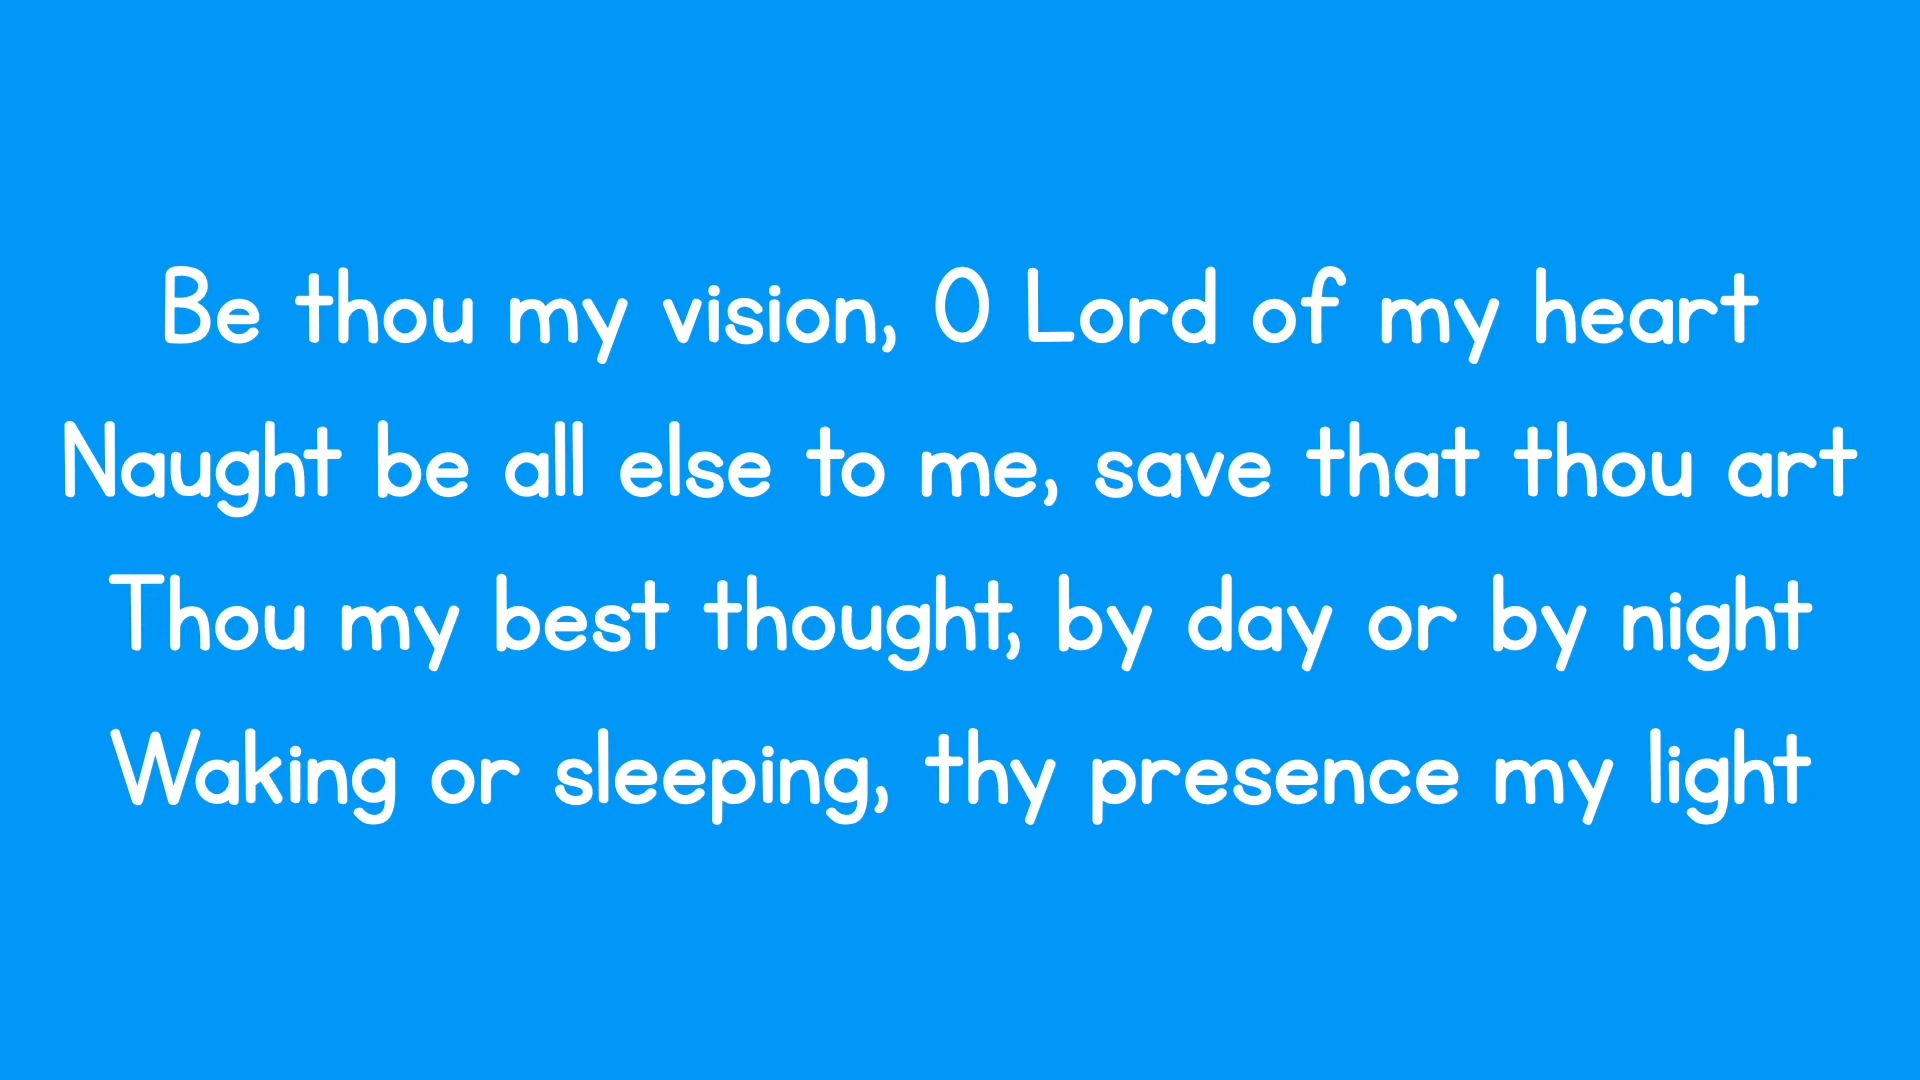 Be thou my vision, O Lord of my heart
Naught be all else to me, save that thou art
Thou my best thought, by day or by night
Waking or sleeping, thy presence my light